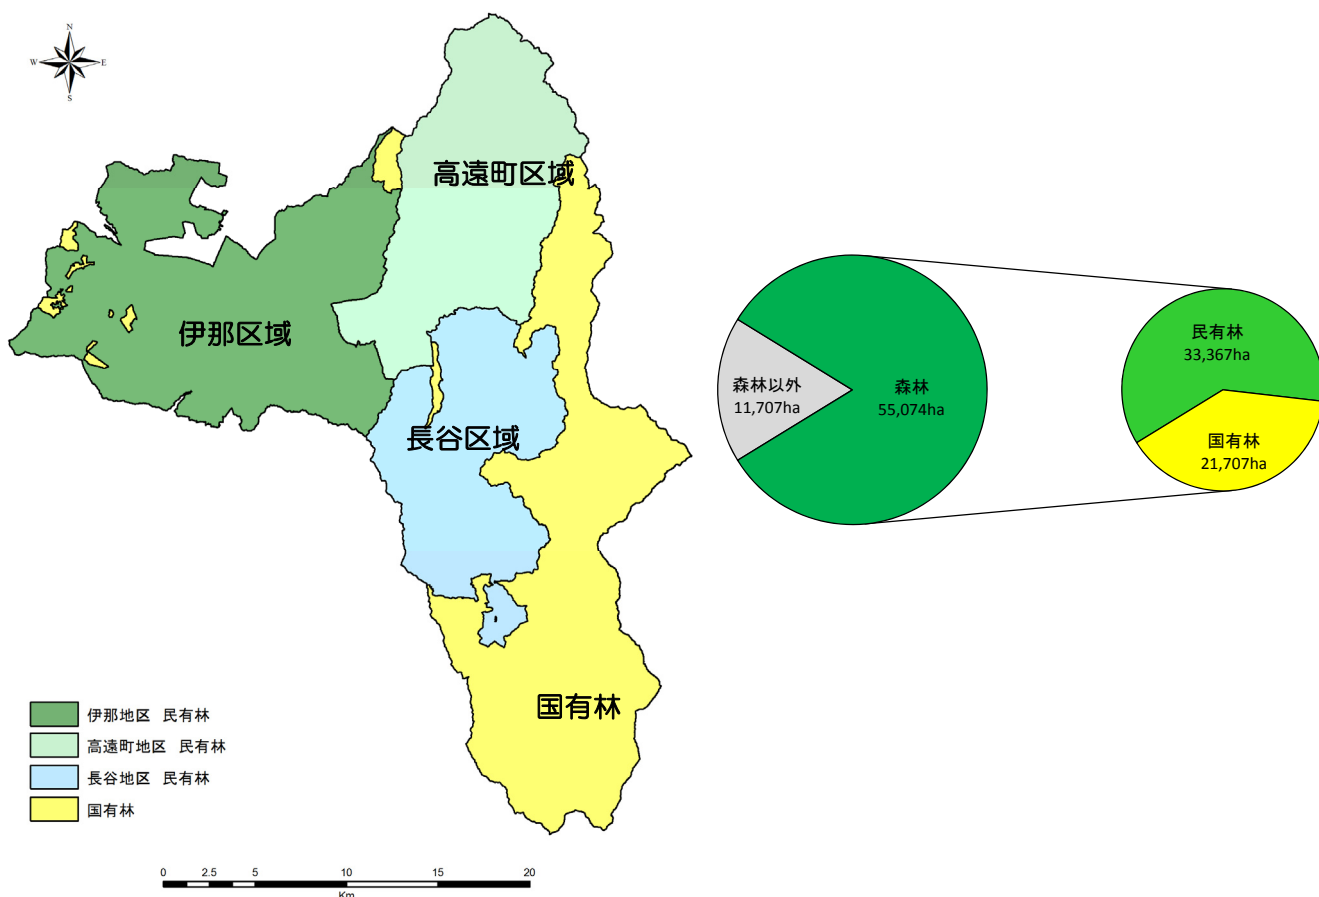 N
W
E
S
高遠町区域
伊那区域
長谷区域
国有林
森林以外
11,707ha
森林
55,074ha
民有林
33,367ha
国有林
21,707ha
伊那地区 民有林
高遠町地区 民有林
長谷地区 民有林
国有林
0 2.5 5 10 15 20
Km